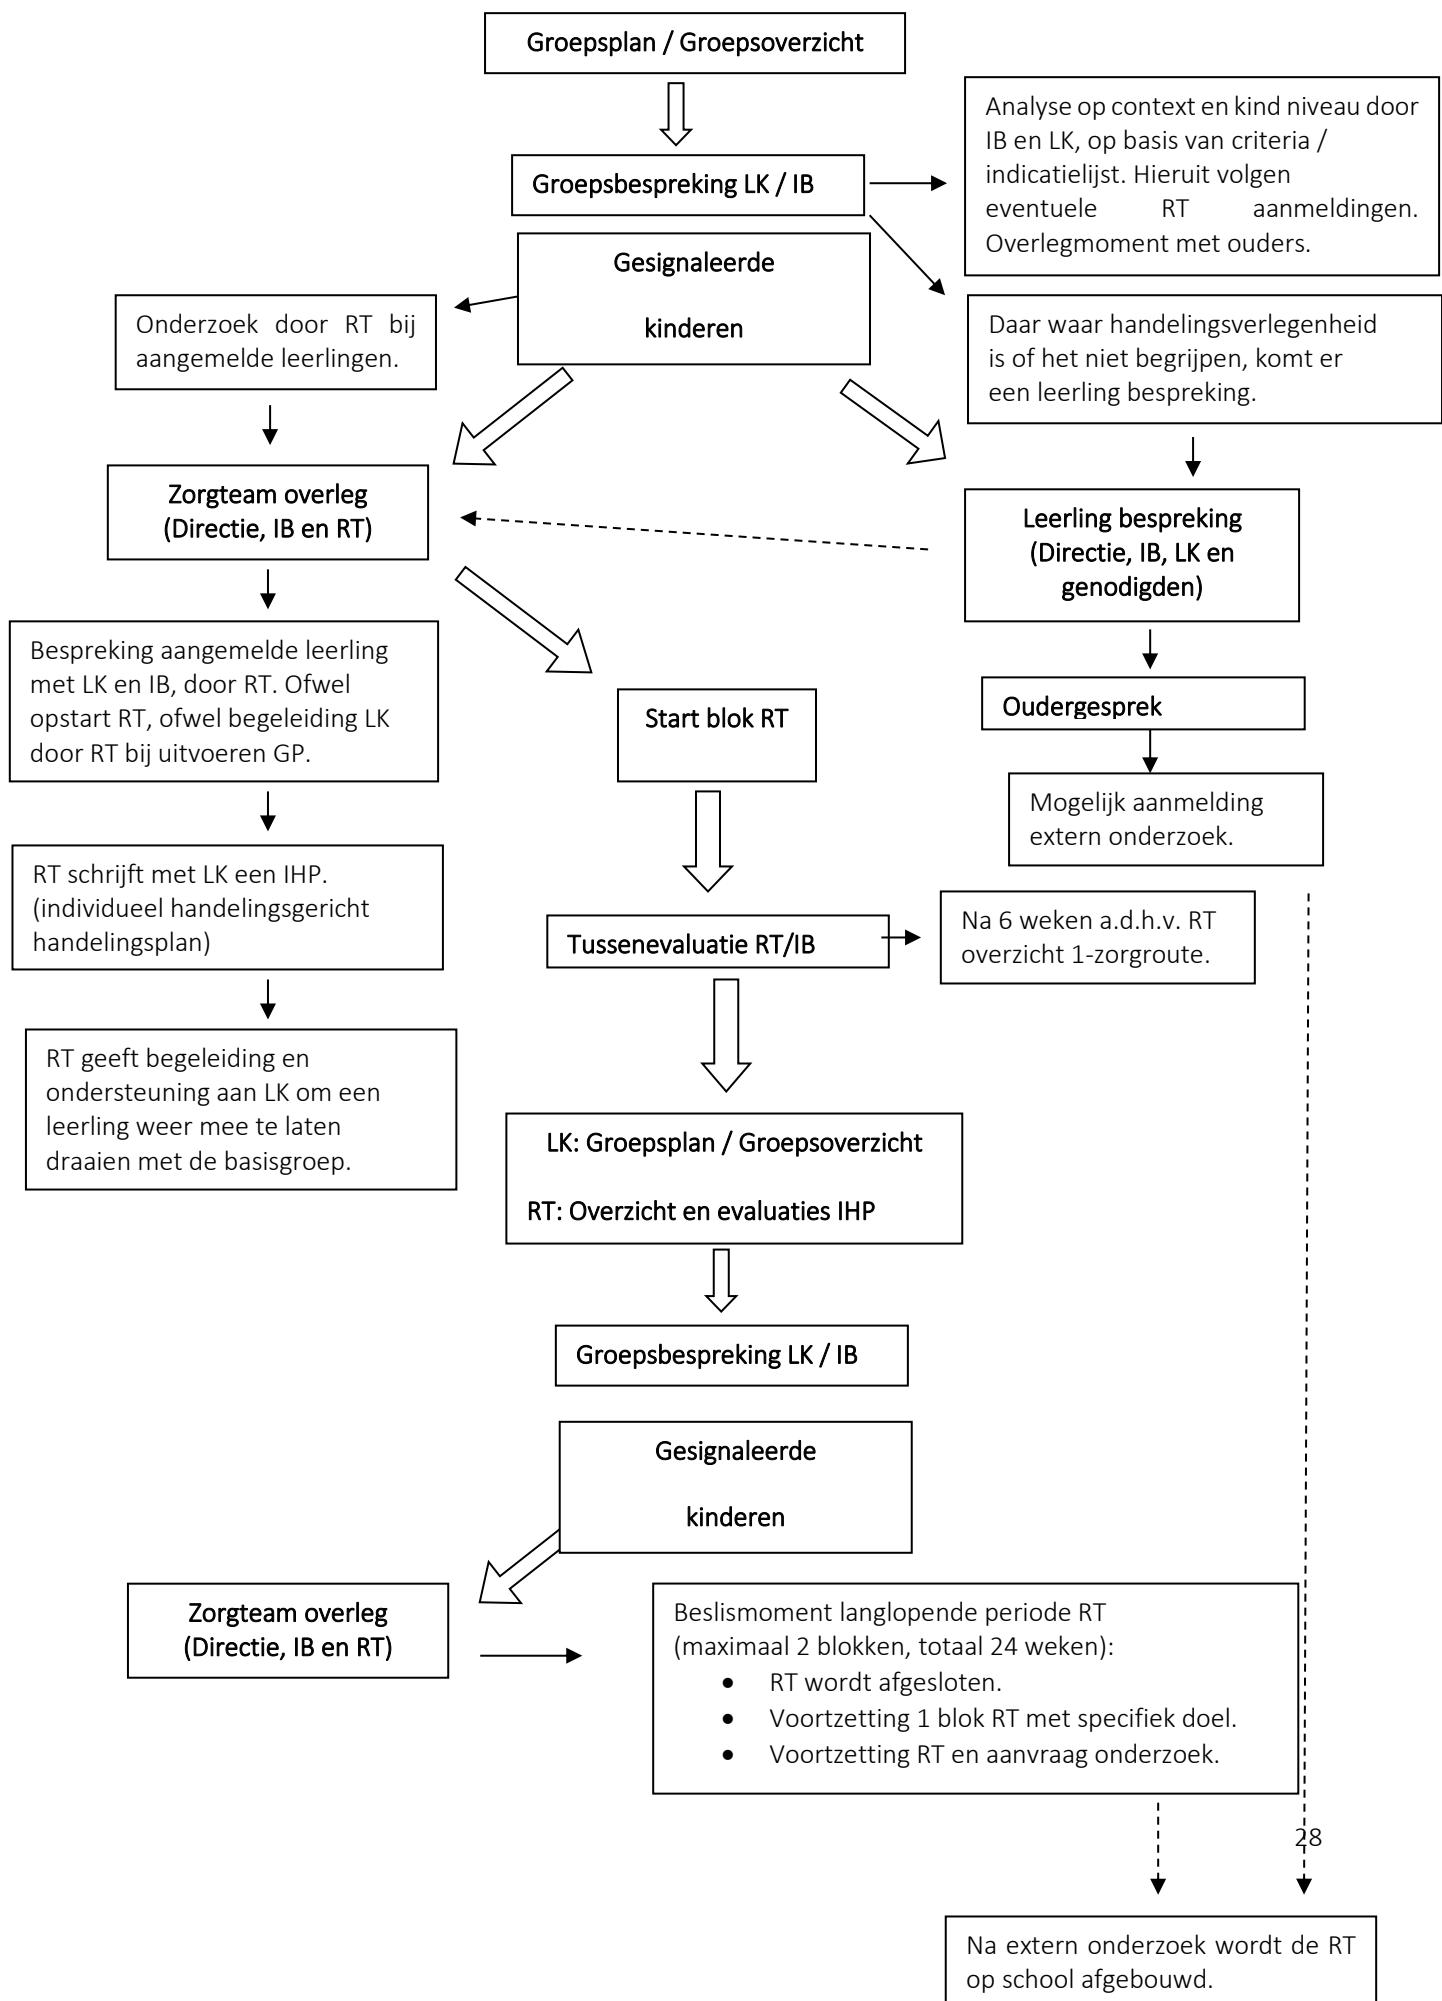 Groepsplan / Groepsoverzicht
Groepsbespreking LK / IB
Analyse op context en kind niveau door
IB en LK, op basis van criteria /
indicatielijst. Hieruit volgen
eventuele RT aanmeldingen.
Overlegmoment met ouders.
Gesignaleerde
kinderen
Onderzoek door RT bij
aangemelde leerlingen.
Daar waar handelingsverlegenheid
is of het niet begrijpen, komt er
een leerling bespreking.
Zorgteam overleg
(Directie, IB en RT)
Leerling bespreking
(Directie, IB, LK en
genodigden)
Bespreking aangemelde leerling
met LK en IB, door RT. Ofwel
opstart RT, ofwel begeleiding LK
door RT bij uitvoeren GP.
Start blok RT
Oudergesprek
Mogelijk aanmelding
extern onderzoek.
RT schrijft met LK een IHP.
(individueel handelingsgericht
handelingsplan)
Tussenevaluatie RT/IB
Na 6 weken a.d.h.v. RT
overzicht 1-zorgroute.
RT geeft begeleiding en
ondersteuning aan LK om een
leerling weer mee te laten
draaien met de basisgroep.
LK: Groepsplan / Groepsoverzicht
RT: Overzicht en evaluaties IHP
Groepsbespreking LK / IB
Gesignaleerde
kinderen
Zorgteam overleg
(Directie, IB en RT)
Beslismoment langlopende periode RT
(maximaal 2 blokken, totaal 24 weken):
• RT wordt afgesloten.
• Voortzetting 1 blok RT met specifiek doel.
• Voortzetting RT en aanvraag onderzoek.
28
Na extern onderzoek wordt de RT
op school afgebouwd.